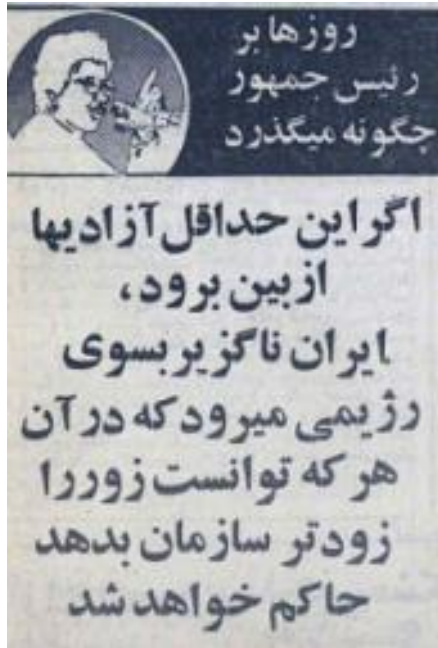 روزها بر
رئیس جمهور
چگونه میگذرد
اگر این حداقل آزادیها
از بین برود،
ایران ناگزیر بسوی
رژیمی میرود که در آن
هر که توانست زور را
زودتر سازمان بدهد
حاکم خواهد شد